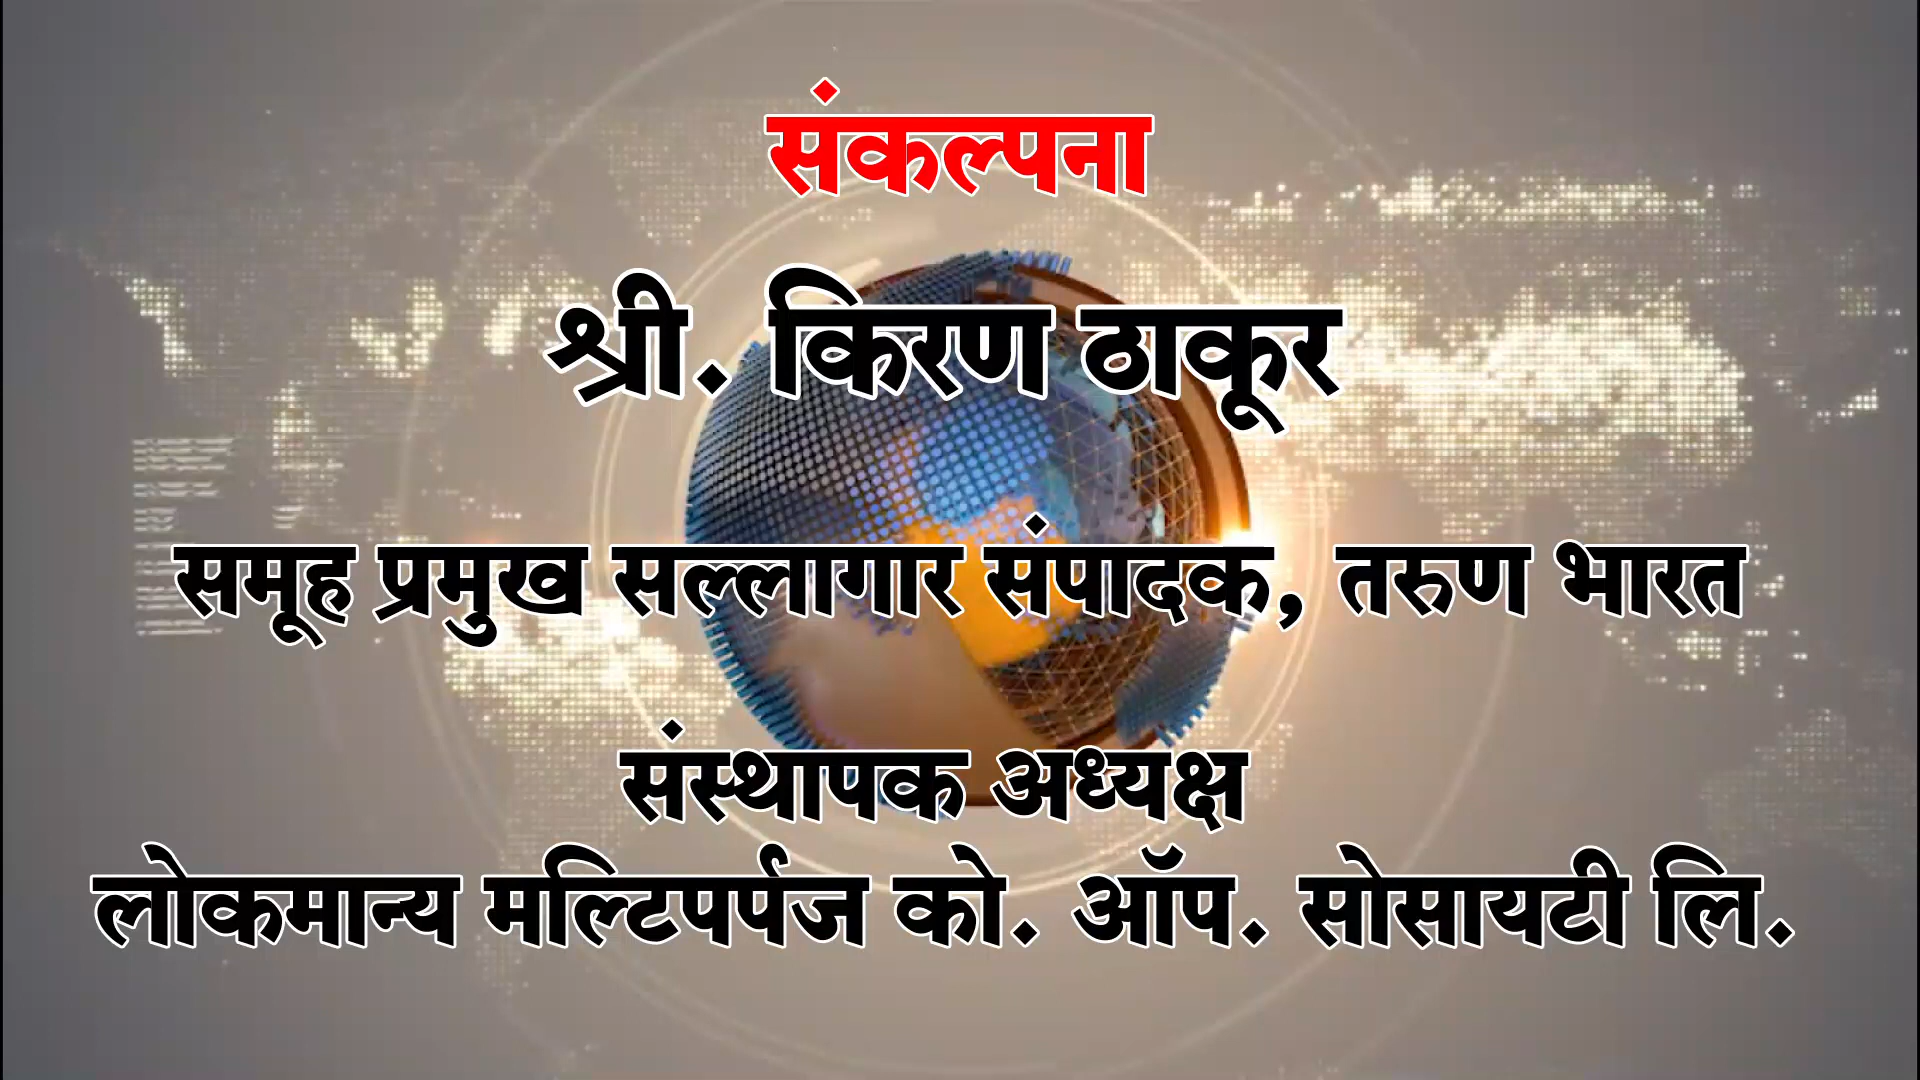 संकल्पना
श्री. किरण ठाकूर
समूह प्रमुख सल्लागार संपादक, तरुण भारत
संस्थापक अध्यक्ष
लोकमान्य मल्टिपर्पज को. ऑप. सोसायटी लि.